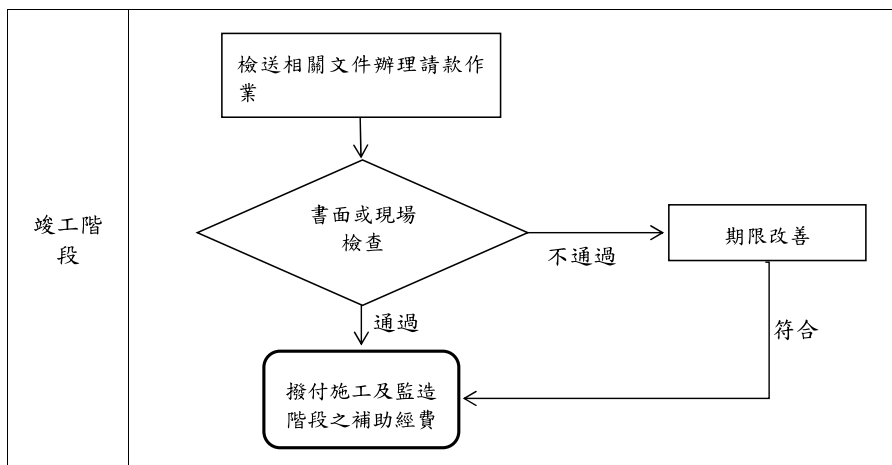 檢送相關文件辦理請款作
業
書面或現場
檢查
竣工階
段
期限改善
不通過
通過
符合
撥付施工及監造
階段之補助經費